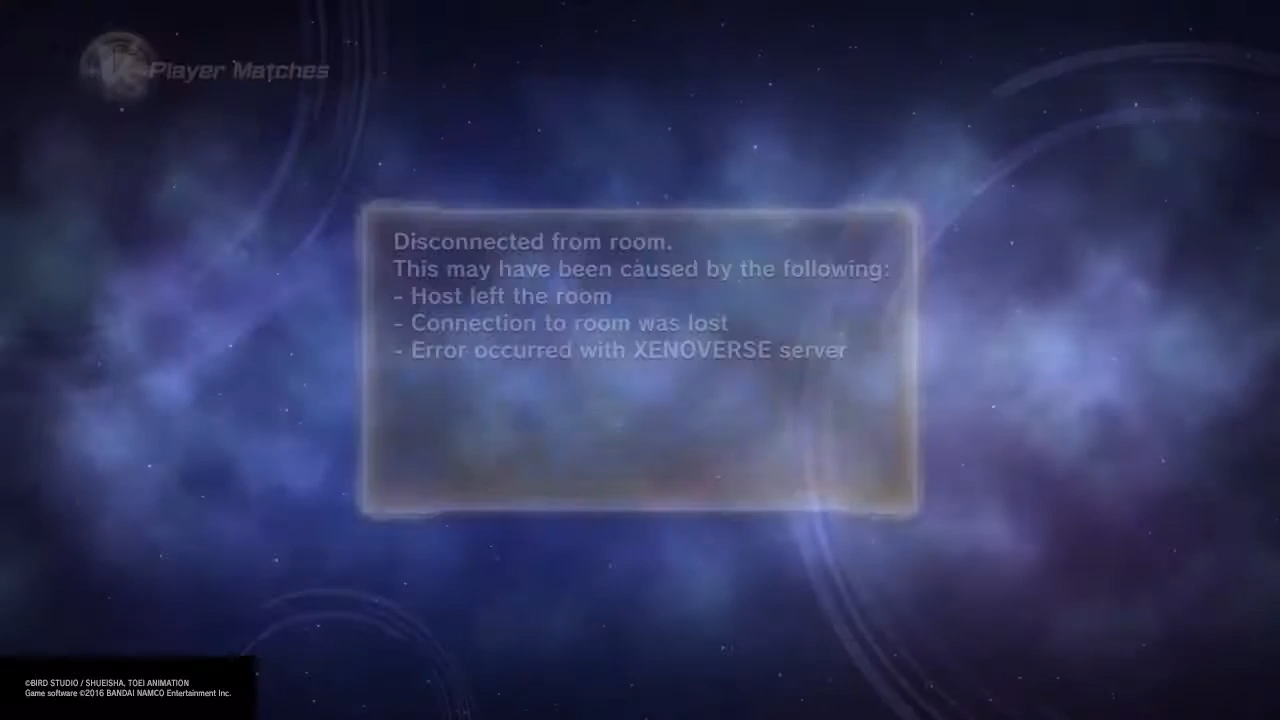 VS
Player Matches
Disconnected from room.
This may have been caused by the following:
- Host left the room
- Connection to room was lost
- Error occurred with XENOVERSE server
©BIRD STUDIO / SHUEISHA, TOEI ANIMATION
Game software ©2016 BANDAI NAMCO Entertainment Inc.